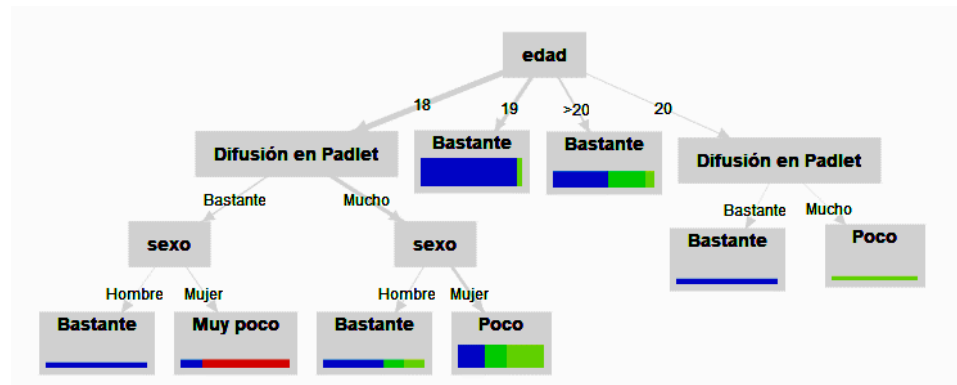 edad
18
19
>20
20
Difusión en Padlet
Bastante
Bastante
Difusión en Padlet
Bastante
Mucho
Bastante
Mucho
sexo
sexo
Bastante
Poco
Hombre
Mujer
Hombre
Mujer
Bastante
Muy poco
Bastante
Poco